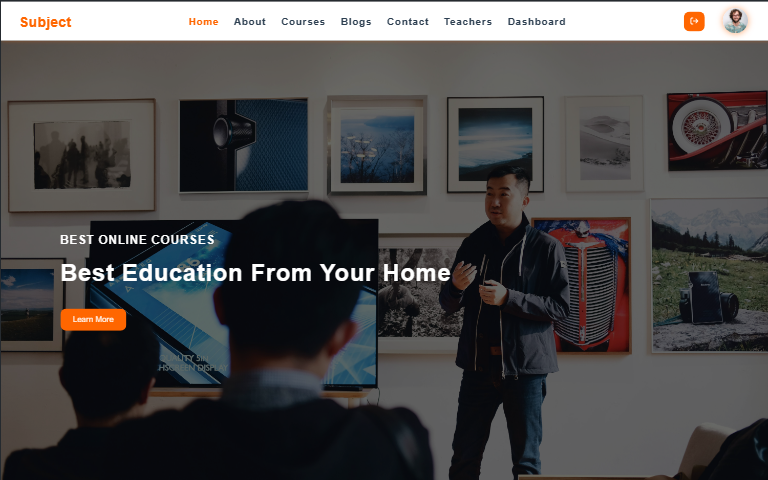 Subject
Home About Courses Blogs Contact Teachers Dashboard
BEST ONLINE COURSES
Best Education From Your Home
Learn More